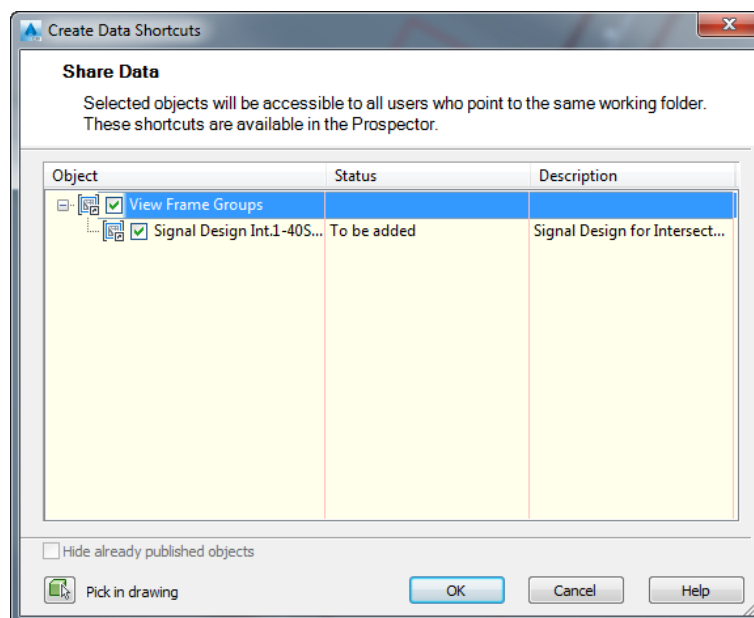 Create Data Shortcuts
Share Data
Selected objects will be accessible to all users who point to the same working folder.
These shortcuts are available in the Prospector.
Object Status Description
View Frame Groups
Signal Design Int.1-40S... To be added Signal Design for Intersect...
Hide already published objects
Pick in drawing OK Cancel Help